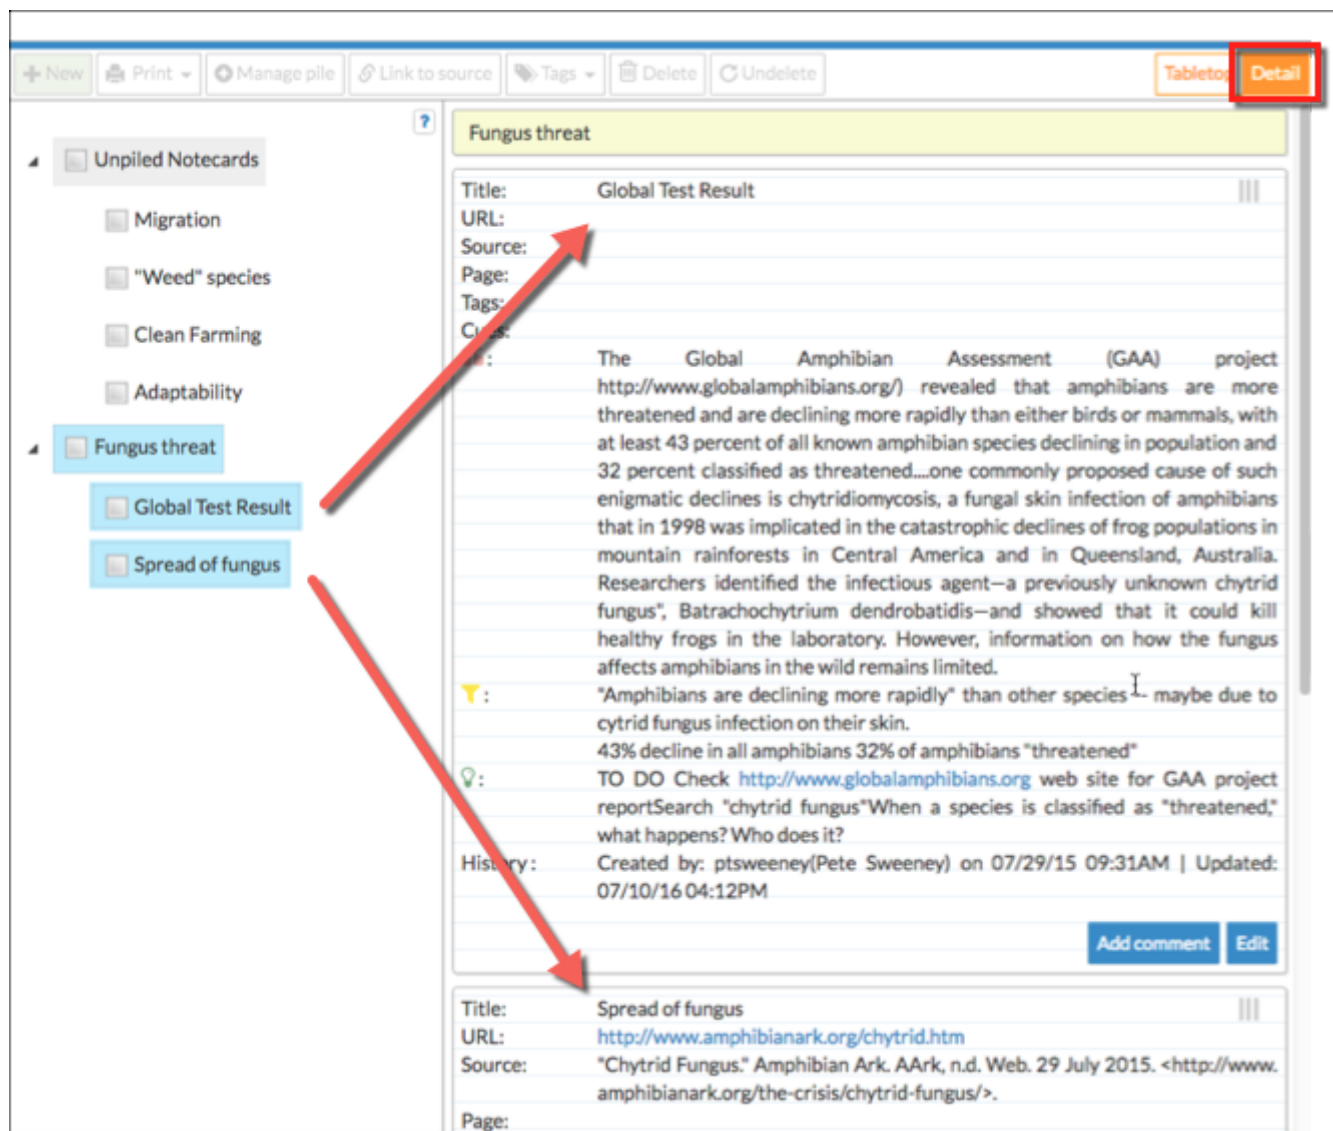 New Print Manage pile Link to source Tags Delete Undelete Tabletop Detail
?
Unpiled Notecards
Migration
"Weed" species
Clean Farming
Adaptability
Fungus threat
Global Test Result
Spread of fungus
Fungus threat
Title: Global Test Result
URL:
Source:
Page:
Tags:
Cues:
: The Global Amphibian Assessment (GAA) project
http://www.globalamphibians.org/) revealed that amphibians are more
threatened and are declining more rapidly than either birds or mammals, with
at least 43 percent of all known amphibian species declining in population and
32 percent classified as threatened....one commonly proposed cause of such
enigmatic declines is chytridiomycosis, a fungal skin infection of amphibians
that in 1998 was implicated in the catastrophic declines of frog populations in
mountain rainforests in Central America and in Queensland, Australia.
Researchers identified the infectious agent—a previously unknown chytrid
fungus", Batrachochytrium dendrobatidis—and showed that it could kill
healthy frogs in the laboratory. However, information on how the fungus
affects amphibians in the wild remains limited.
: "Amphibians are declining more rapidly" than other species -- maybe due to
cytrid fungus infection on their skin.
43% decline in all amphibians 32% of amphibians "threatened"
: TO DO Check http://www.globalamphibians.org web site for GAA project
reportSearch "chytrid fungus"When a species is classified as "threatened,"
what happens? Who does it?
History : Created by: ptsweeney(Pete Sweeney) on 07/29/15 09:31AM | Updated:
07/10/16 04:12PM
Add comment Edit
Title: Spread of fungus
URL: http://www.amphibianark.org/chytrid.htm
Source: "Chytrid Fungus." Amphibian Ark. AArk, n.d. Web. 29 July 2015. <http://www.
amphibianark.org/the-crisis/chytrid-fungus/>.
Page: